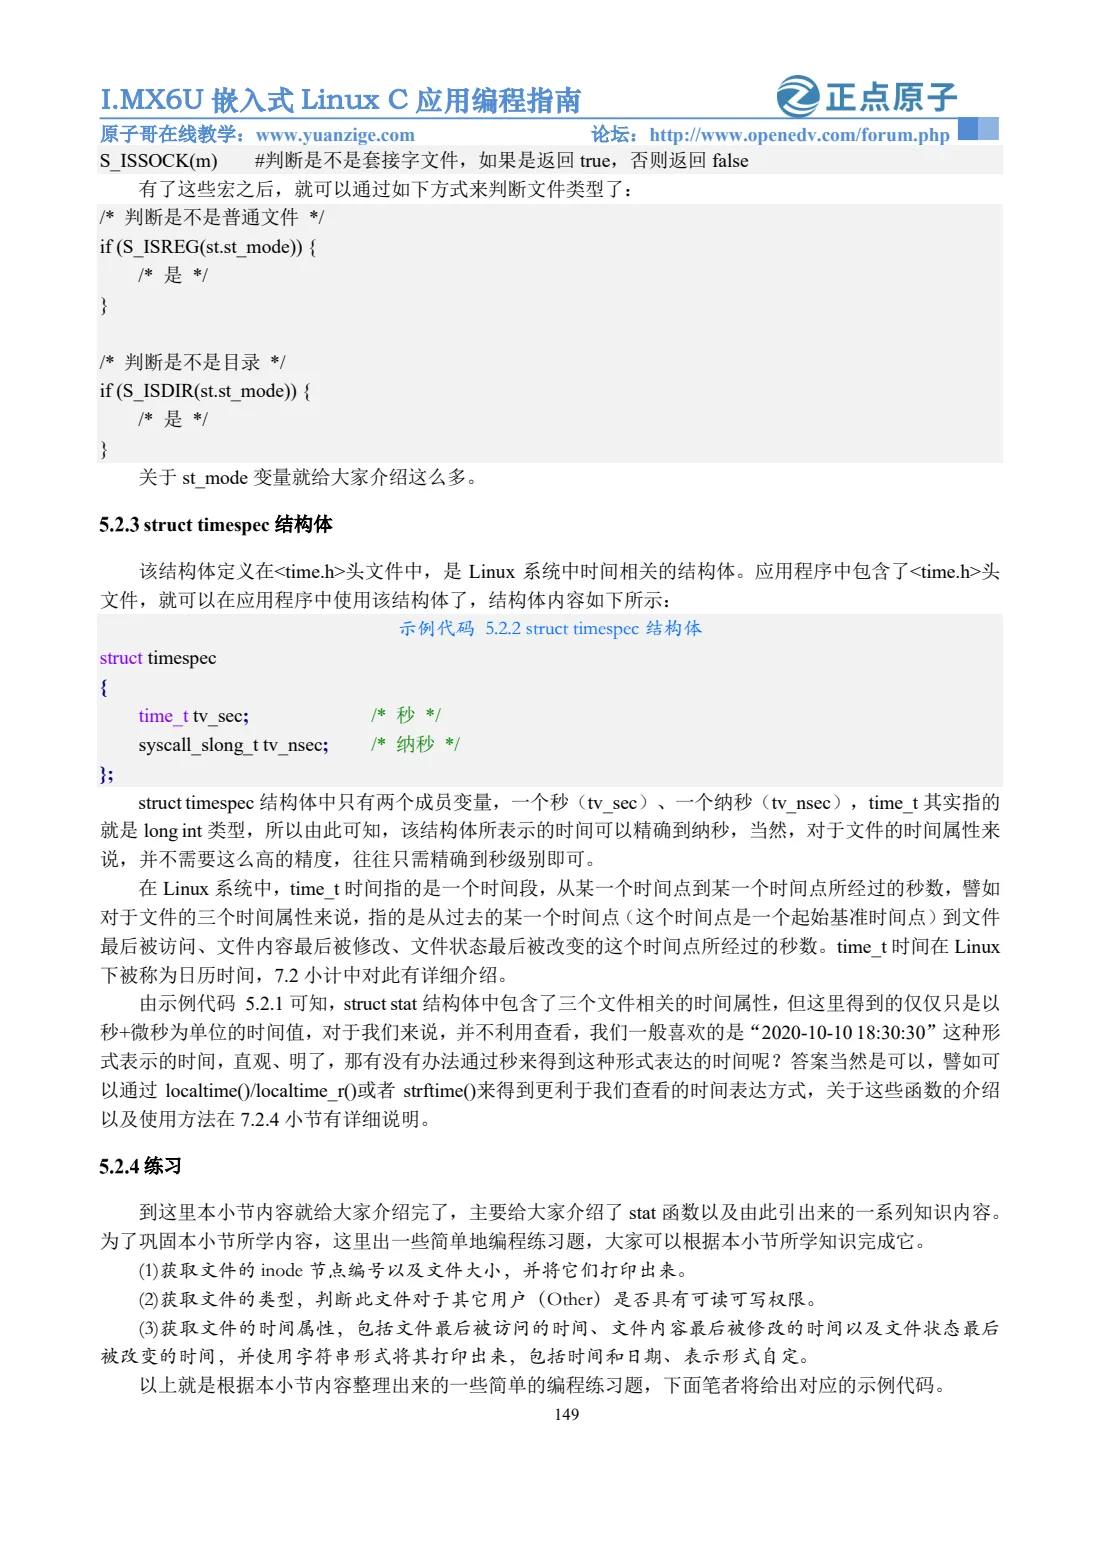 I.MX6U 嵌入式 Linux C 应用编程指南
正点原子
原子哥在线教学：www.yuanzige.com 论坛：http://www.openedv.com/forum.php
S_ISSOCK(m) #判断是不是套接字文件，如果是返回 true，否则返回 false
有了这些宏之后，就可以通过如下方式来判断文件类型了：
/* 判断是不是普通文件 */
if (S_ISREG(st.st_mode)) {
/* 是 */
}
/* 判断是不是目录 */
if (S_ISDIR(st.st_mode)) {
/* 是 */
}
关于 st_mode 变量就给大家介绍这么多。
5.2.3 struct timespec 结构体
该结构体定义在<time.h>头文件中，是 Linux 系统中时间相关的结构体。应用程序中包含了<time.h>头
文件，就可以在应用程序中使用该结构体了，结构体内容如下所示：
示例代码 5.2.2 struct timespec 结构体
struct timespec
{
time_t tv_sec; /* 秒 */
syscall_slong_t tv_nsec; /* 纳秒 */
};
struct timespec 结构体中只有两个成员变量，一个秒（tv_sec）、一个纳秒（tv_nsec），time_t 其实指的
就是 long int 类型，所以由此可知，该结构体所表示的时间可以精确到纳秒，当然，对于文件的时间属性来
说，并不需要这么高的精度，往往只需精确到秒级别即可。
在 Linux 系统中，time_t 时间指的是一个时间段，从某一个时间点到某一个时间点所经过的秒数，譬如
对于文件的三个时间属性来说，指的是从过去的某一个时间点（这个时间点是一个起始基准时间点）到文件
最后被访问、文件内容最后被修改、文件状态最后被改变的这个时间点所经过的秒数。time_t 时间在 Linux
下被称为日历时间，7.2 小计中对此有详细介绍。
由示例代码 5.2.1 可知，struct stat 结构体中包含了三个文件相关的时间属性，但这里得到的仅仅只是以
秒+微秒为单位的时间值，对于我们来说，并不利用查看，我们一般喜欢的是“2020-10-10 18:30:30”这种形
式表示的时间，直观、明了，那有没有办法通过秒来得到这种形式表达的时间呢？答案当然是可以，譬如可
以通过 localtime()/localtime_r()或者 strftime()来得到更利于我们查看的时间表达方式，关于这些函数的介绍
以及使用方法在 7.2.4 小节有详细说明。
5.2.4 练习
到这里本小节内容就给大家介绍完了，主要给大家介绍了 stat 函数以及由此引出来的一系列知识内容。
为了巩固本小节所学内容，这里出一些简单地编程练习题，大家可以根据本小节所学知识完成它。
(1)获取文件的 inode 节点编号以及文件大小，并将它们打印出来。
(2)获取文件的类型，判断此文件对于其它用户（Other）是否具有可读可写权限。
(3)获取文件的时间属性，包括文件最后被访问的时间、文件内容最后被修改的时间以及文件状态最后
被改变的时间，并使用字符串形式将其打印出来，包括时间和日期、表示形式自定。
以上就是根据本小节内容整理出来的一些简单的编程练习题，下面笔者将给出对应的示例代码。
149